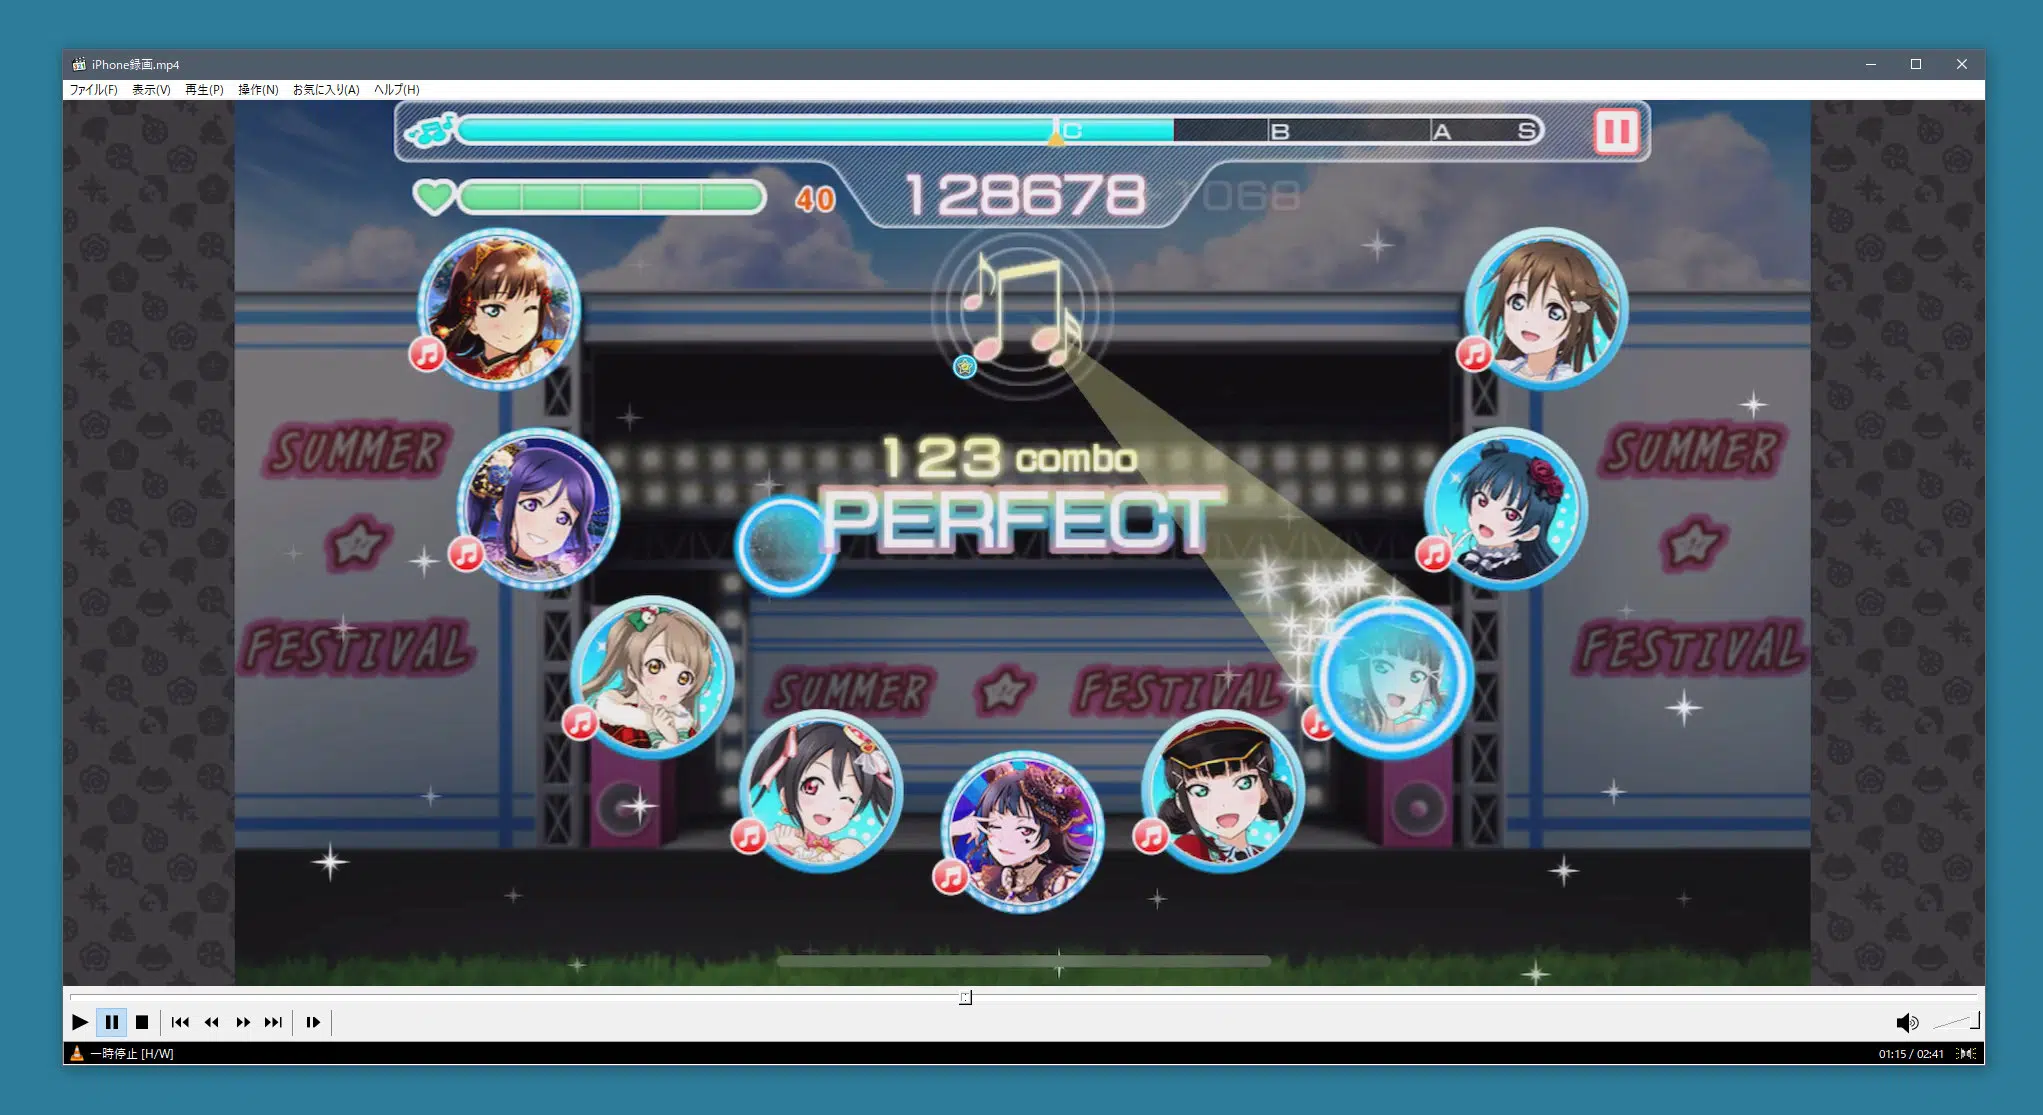 iPhone録画.mp4
ファイル(F) 表示(V) 再生(P) 操作(N) お気に入り(A) ヘルプ(H)
C B A S
40
128678
068
123 combo
PERFECT
SUMMER
FESTIVAL
SUMMER
FESTIVAL
SUMMER FESTIVAL
一時停止 [H/W]
01:15 / 02:41